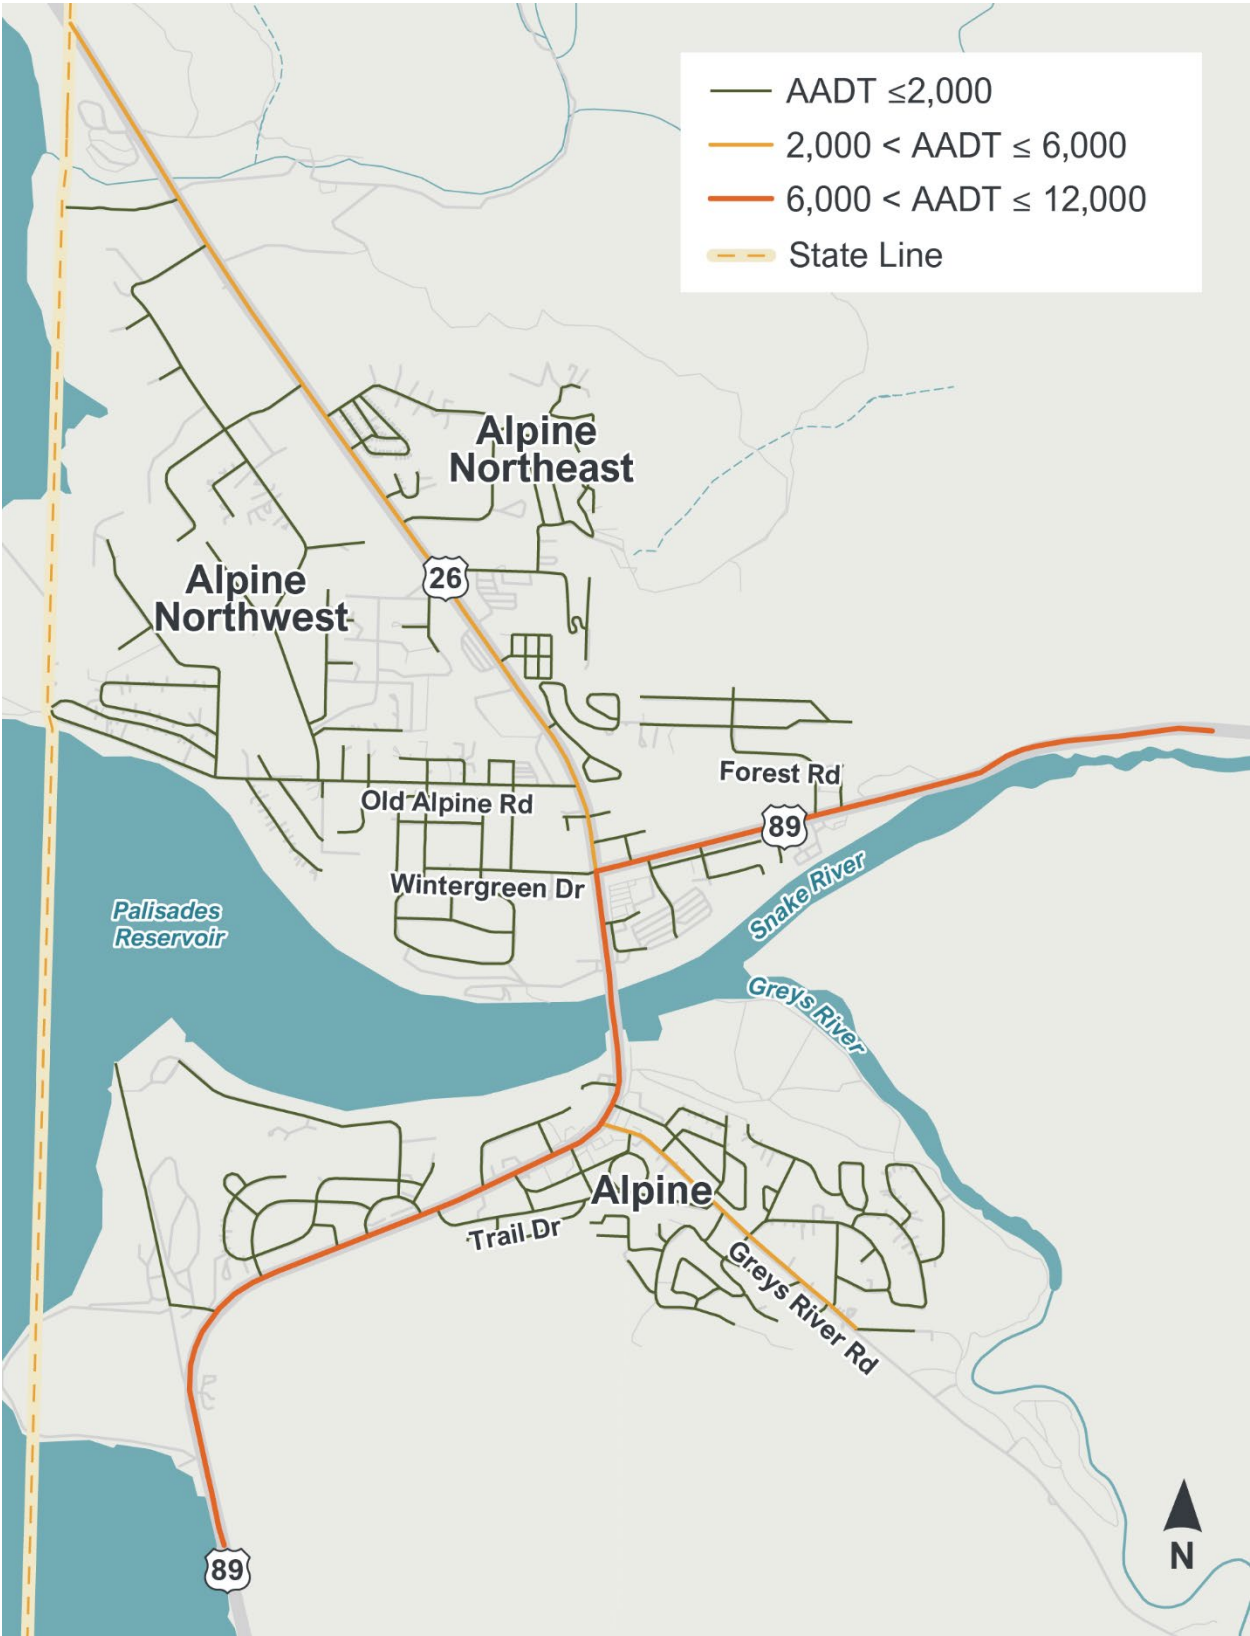 AADT ≤2,000
2,000 < AADT ≤ 6,000
6,000 < AADT ≤ 12,000
State Line
Alpine
Northeast
26
Alpine
Northwest
Forest Rd
Old Alpine Rd
89
Wintergreen Dr
Snake River
Palisades
Reservoir
Greys River
Alpine
Trail Dr
Greys River Rd
N
89